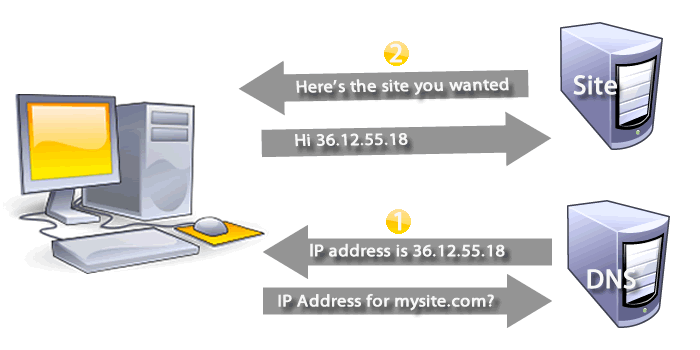 2
Here's the site you wanted
Site
Hi 36.12.55.18
1
IP address is 36.12.55.18
DNS
IP Address for mysite.com?